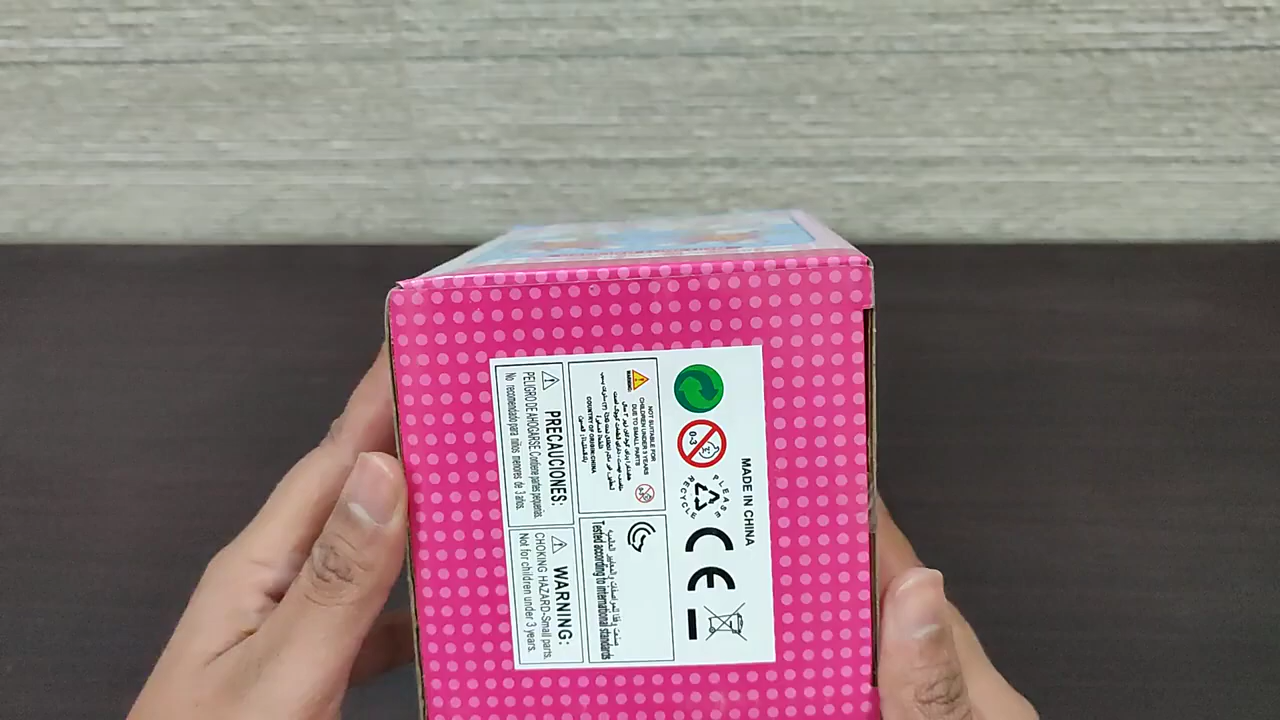 MADE IN CHINA
0-3
PLEASE
RECYCLE
CE
WARNING:
NOT SUITABLE FOR
CHILDREN UNDER 3 YEARS
DUE TO SMALL PARTS
COUNTRY OF ORIGIN:CHINA
Tested according to international standards
PRECAUCIONES:
PELIGRO DE AHOGARSE.Contiene partes pequeñas.
No recomendado para niños menores de 3 años.
WARNING:
CHOKING HAZARD-Small parts.
Not for children under 3 years.